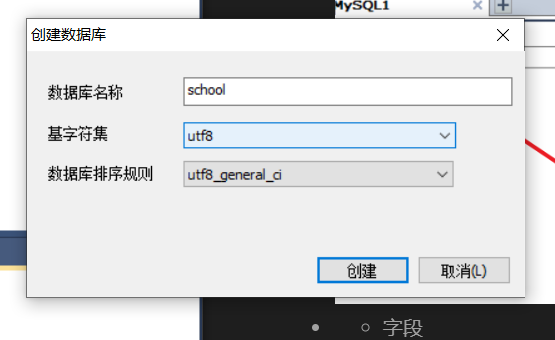 MySQL1
创建数据库
数据库名称
school
基字符集
utf8
数据库排序规则
utf8_general_ci
创建
取消(L)
字段